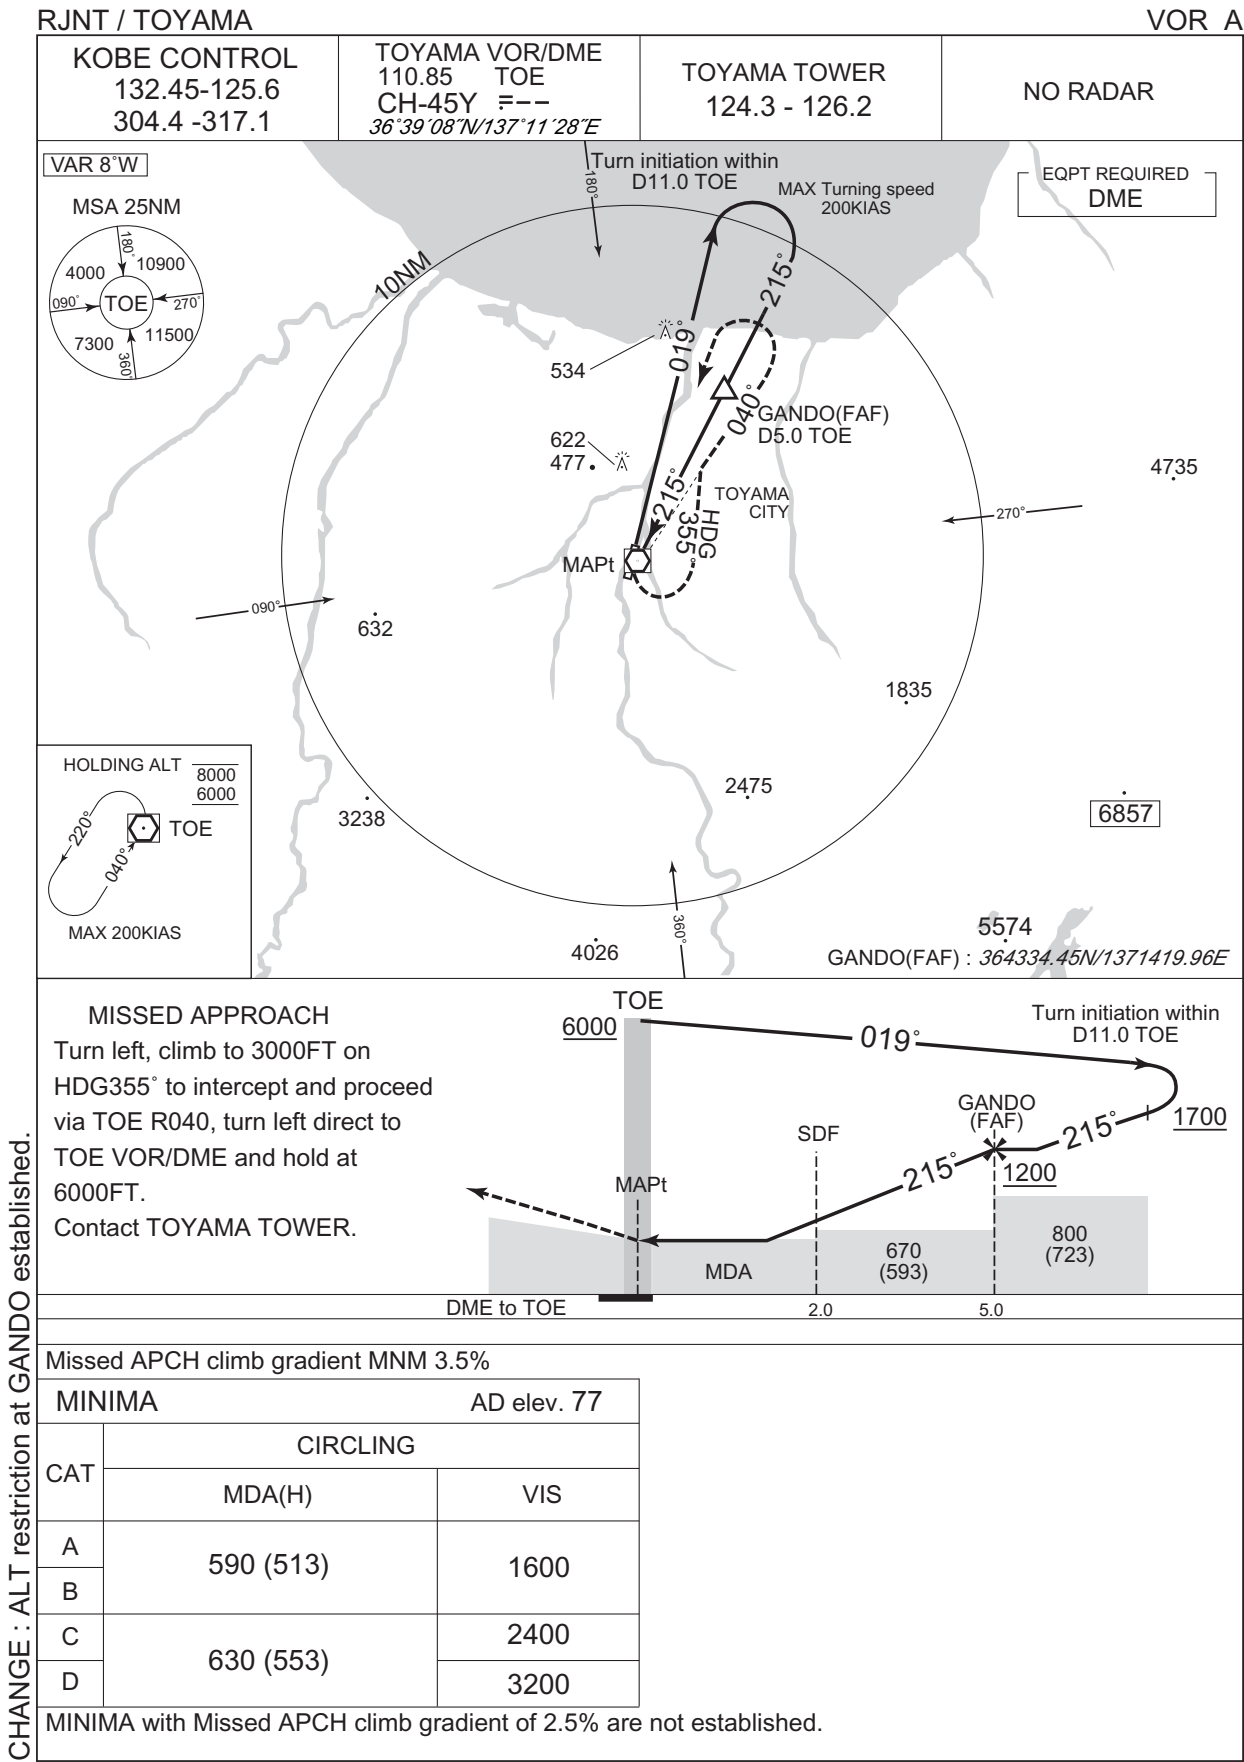 RJNT / TOYAMA
VOR A
KOBE CONTROL
132.45-125.6
304.4 -317.1
TOYAMA VOR/DME
110.85 TOE
CH-45Y
36°39´08˝N/137°11´28˝E
TOYAMA TOWER
124.3 - 126.2
NO RADAR
VAR 8°W
MSA 25NM
180°
4000
10900
090°
TOE
270°
7300
11500
360°
Turn initiation within
D11.0 TOE
180°
MAX Turning speed
200KIAS
EQPT REQUIRED
DME
10NM
215°
019°
534
040°
GANDO(FAF)
D5.0 TOE
622
477
4735
215°
TOYAMA
CITY
HDG
355°
270°
MAPt
090°
632
1835
2475
3238
6857
HOLDING ALT
8000
6000
220°
TOE
040°
MAX 200KIAS
360°
4026
5574
GANDO(FAF) : 364334.45N/1371419.96E
MISSED APPROACH
Turn left, climb to 3000FT on
HDG355° to intercept and proceed
via TOE R040, turn left direct to
TOE VOR/DME and hold at
6000FT.
Contact TOYAMA TOWER.
TOE
6000
019°
Turn initiation within
D11.0 TOE
GANDO
(FAF)
1700
215°
SDF
215°
1200
MAPt
800
(723)
670
(593)
MDA
DME to TOE
2.0
5.0
Missed APCH climb gradient MNM 3.5%
MINIMA
AD elev. 77
CAT
CIRCLING
MDA(H)
VIS
A
590 (513)
1600
B
C
630 (553)
2400
D
3200
MINIMA with Missed APCH climb gradient of 2.5% are not established.
CHANGE : ALT restriction at GANDO established.